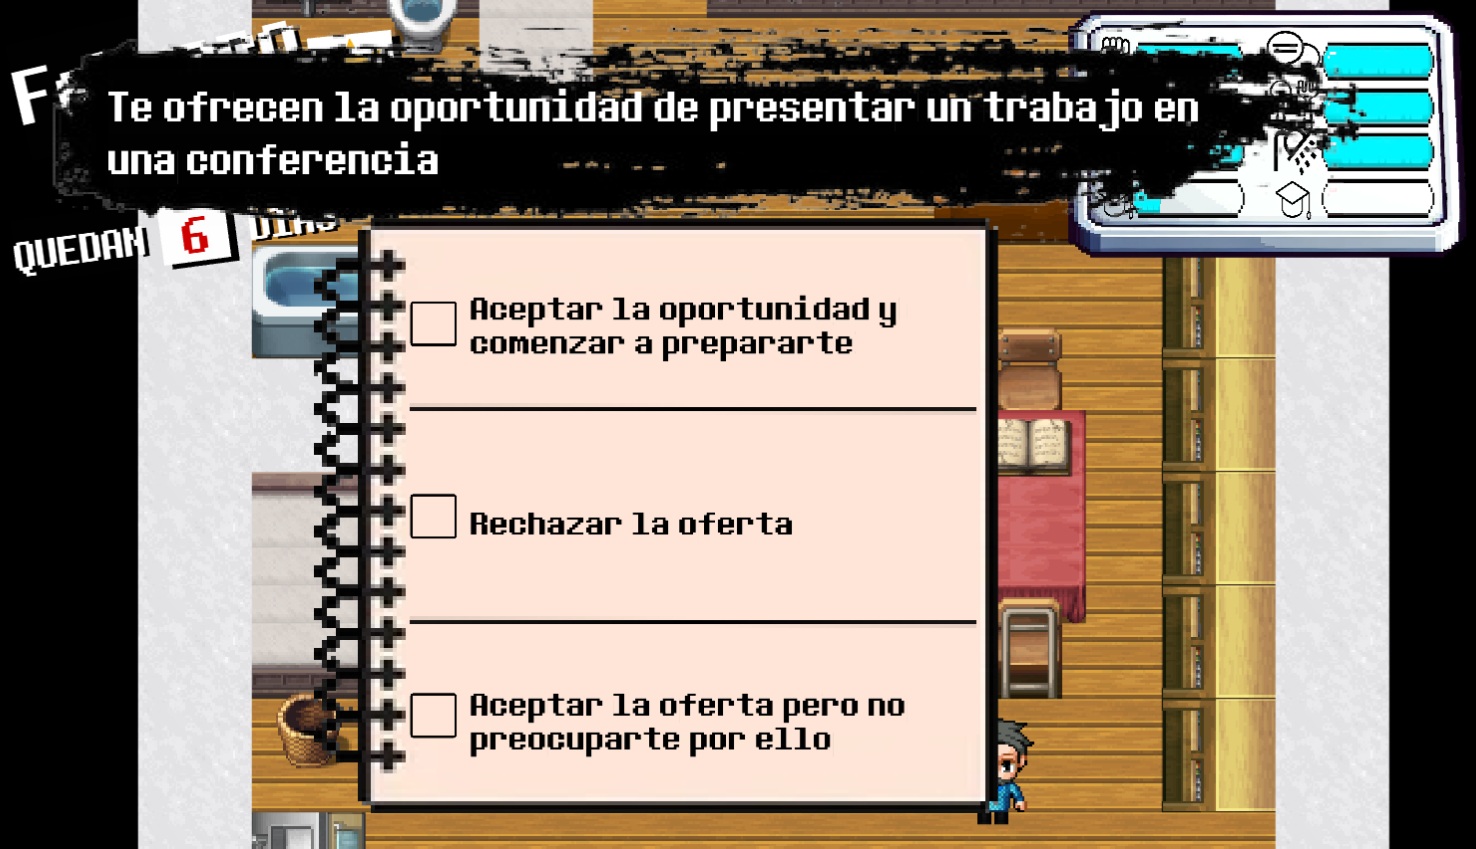 Te ofrecen la oportunidad de presentar un trabajo en
una conferencia
QUEDAN 6 DÍAS
Aceptar la oportunidad y
comenzar a prepararte
Rechazar la oferta
Aceptar la oferta pero no
preocuparte por ello